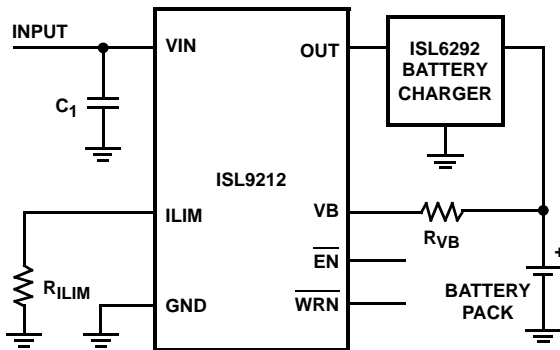 INPUT
VIN
OUT
ISL6292
BATTERY
CHARGER
C1
ISL9212
ILIM
VB
RVB
EN
RILIM
GND
WRN
BATTERY
PACK
+